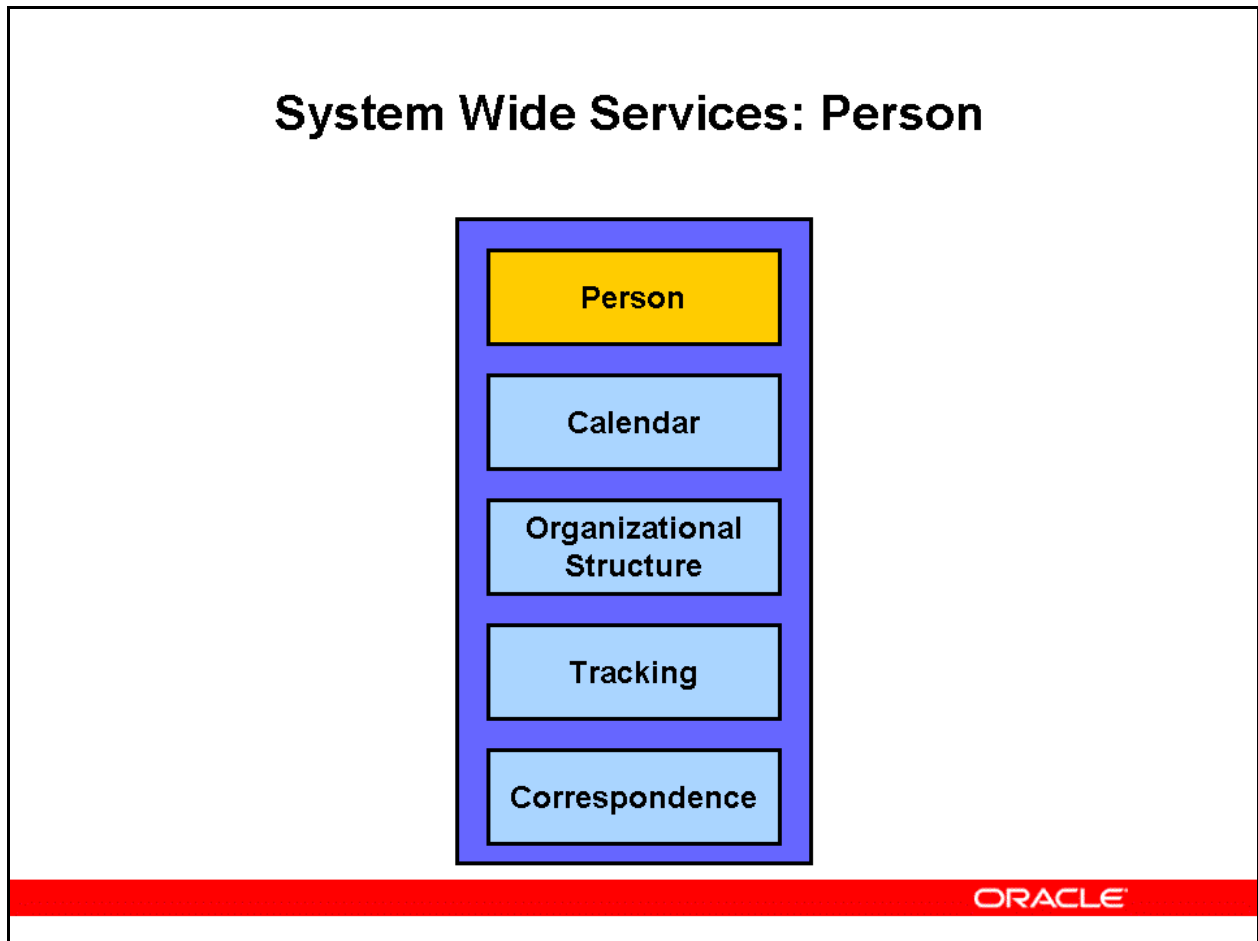 System Wide Services: Person
Person
Calendar
Organizational
Structure
Tracking
Correspondence
ORACLE